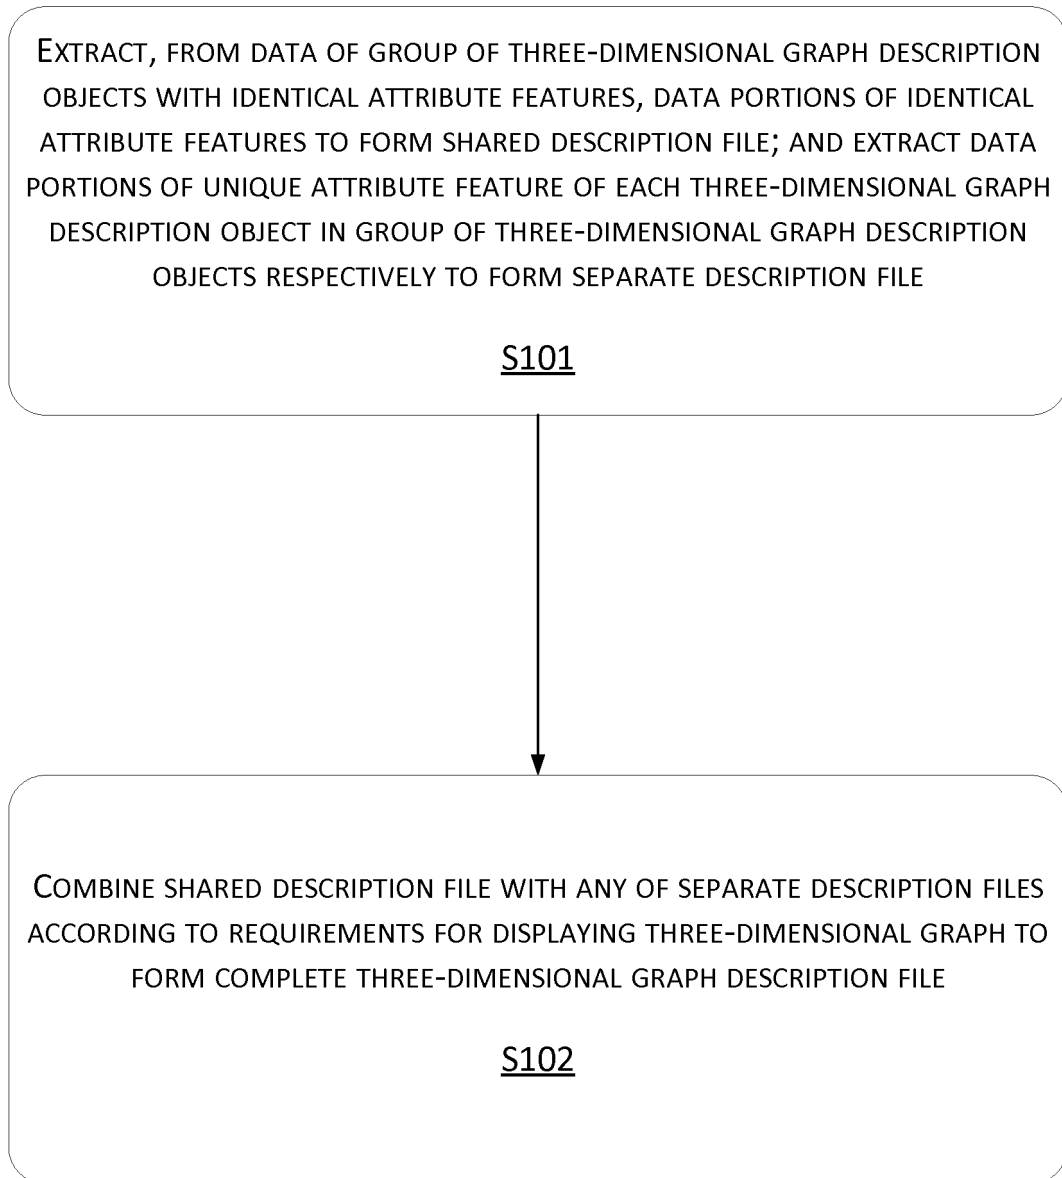 EXTRACT, FROM DATA OF GROUP OF THREE-DIMENSIONAL GRAPH DESCRIPTION
OBJECTS WITH IDENTICAL ATTRIBUTE FEATURES, DATA PORTIONS OF IDENTICAL
ATTRIBUTE FEATURES TO FORM SHARED DESCRIPTION FILE; AND EXTRACT DATA
PORTIONS OF UNIQUE ATTRIBUTE FEATURE OF EACH THREE-DIMENSIONAL GRAPH
DESCRIPTION OBJECT IN GROUP OF THREE-DIMENSIONAL GRAPH DESCRIPTION
OBJECTS RESPECTIVELY TO FORM SEPARATE DESCRIPTION FILE
S101
COMBINE SHARED DESCRIPTION FILE WITH ANY OF SEPARATE DESCRIPTION FILES
ACCORDING TO REQUIREMENTS FOR DISPLAYING THREE-DIMENSIONAL GRAPH TO
FORM COMPLETE THREE-DIMENSIONAL GRAPH DESCRIPTION FILE
S102